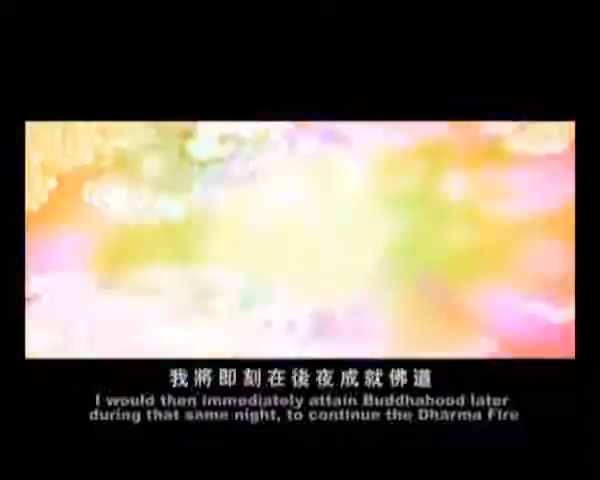 我將即刻在後夜成就佛道
I would then immediately attain Buddhahood later
during that same night, to continue the Dharma Fire